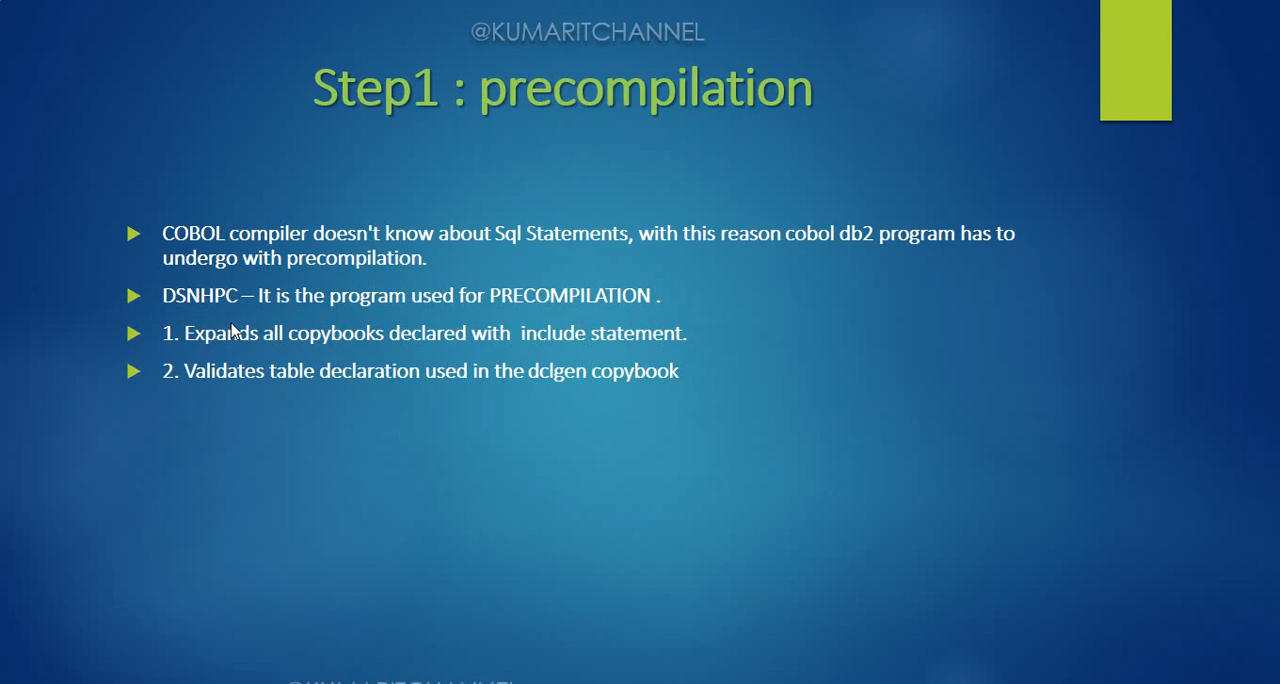 @KUMARITCHANNEL
Step1 : precompilation
COBOL compiler doesn't know about Sql Statements, with this reason cobol db2 program has to
undergo with precompilation.
DSNHPC – It is the program used for PRECOMPILATION .
1. Expands all copybooks declared with include statement.
2. Validates table declaration used in the dclgen copybook
@KUMARITCHANNEL